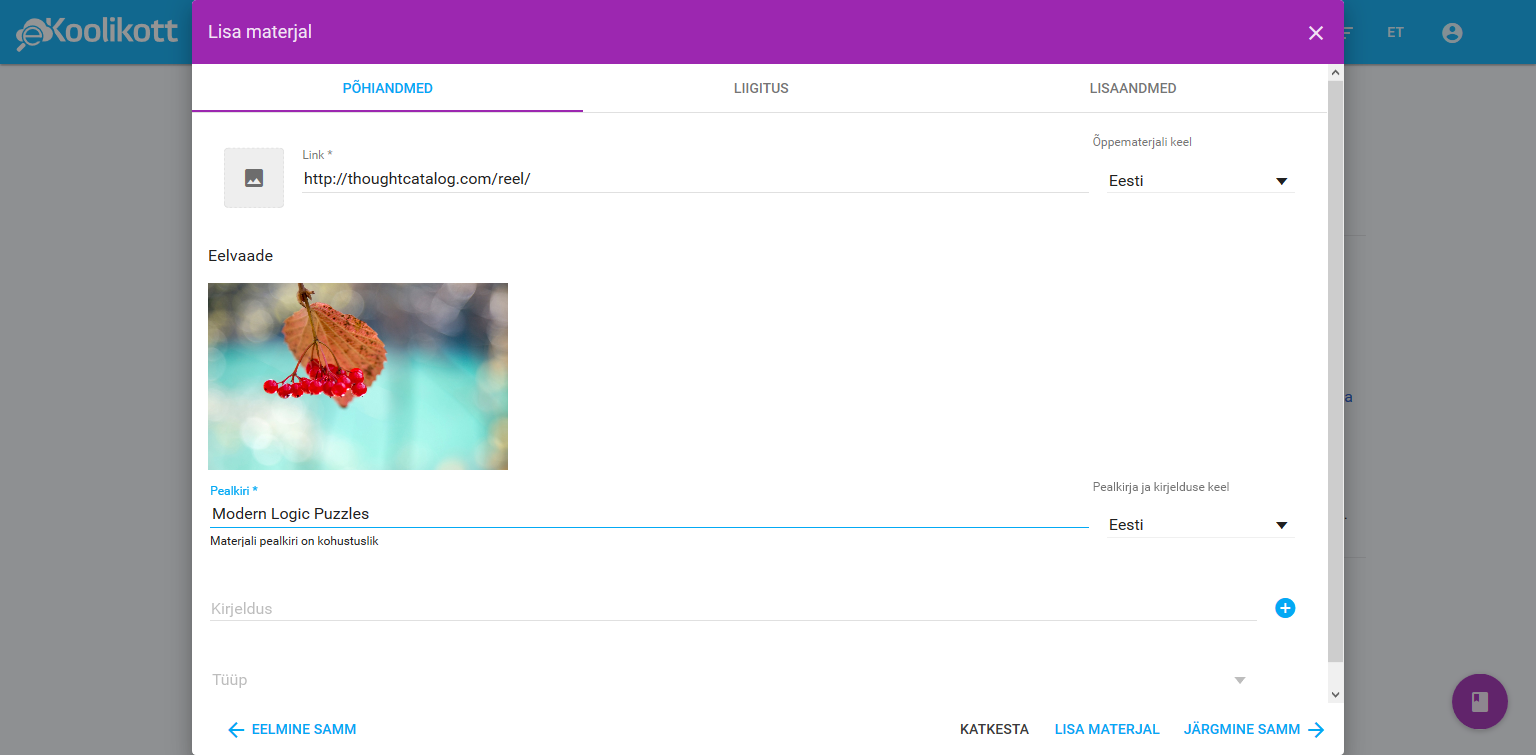 eKoolikott
Lisa materjal
ET
PÕHIANDMED
LIIGITUS
LISAANDMED
Õppematerjali keel
Link *
http://thoughtcatalog.com/reel/
Eesti
Eelvaade
Pealkiri *
Pealkirja ja kirjelduse keel
Modern Logic Puzzles
Eesti
Materjali pealkiri on kohustuslik
Kirjeldus
Tüüp
EELMINE SAMM
KATKESTA
LISA MATERJAL
JÄRGMINE SAMM